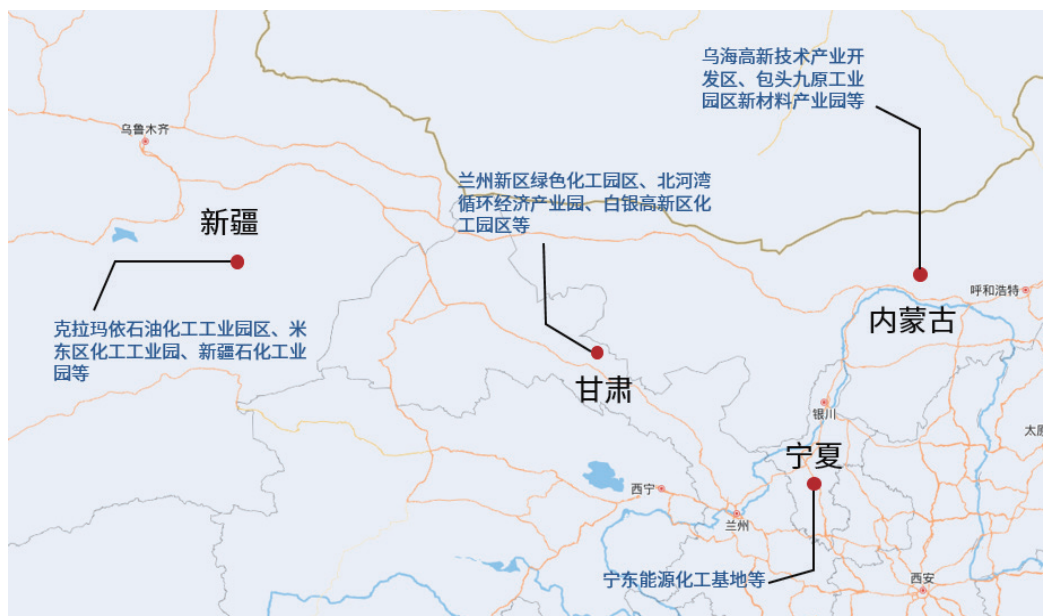 乌海高新技术产业开
发区、包头九原工业
园区新材料产业园等
乌鲁木齐
兰州新区绿色化工园区、北河湾
循环经济产业园、白银高新区化
工园区等
新疆
呼和浩特
内蒙古
克拉玛依石油化工工业园区、米
东区化工工业园、新疆石化工业
园等
甘肃
银川
太原
宁夏
西宁
兰州
宁东能源化工基地等
西安